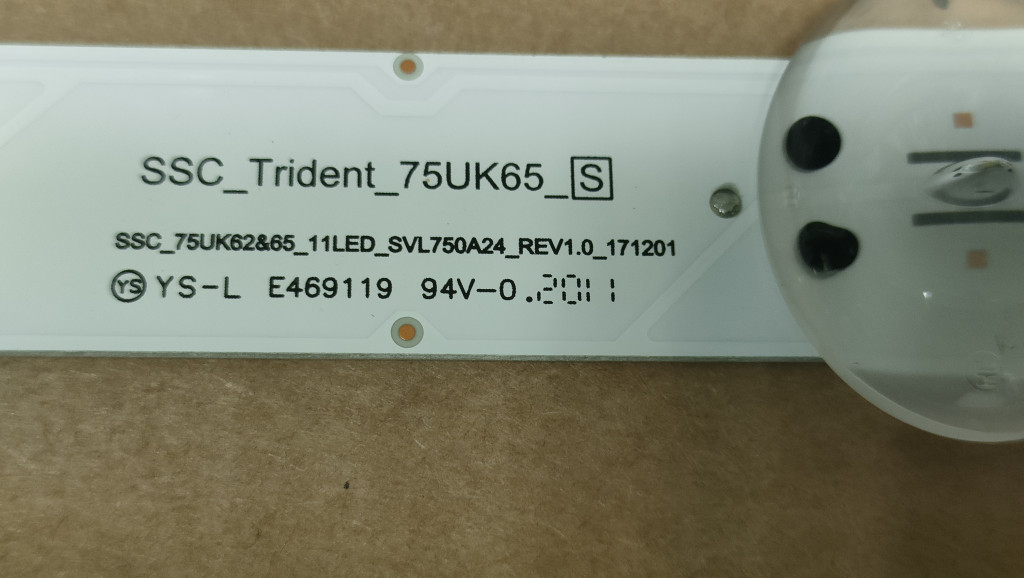 SSC_Trident_75UK65_S
SSC_75UK62&65_11LED_SVL750A24_REV1.0_171201
YS YS-L E469119 94V-0 .2011